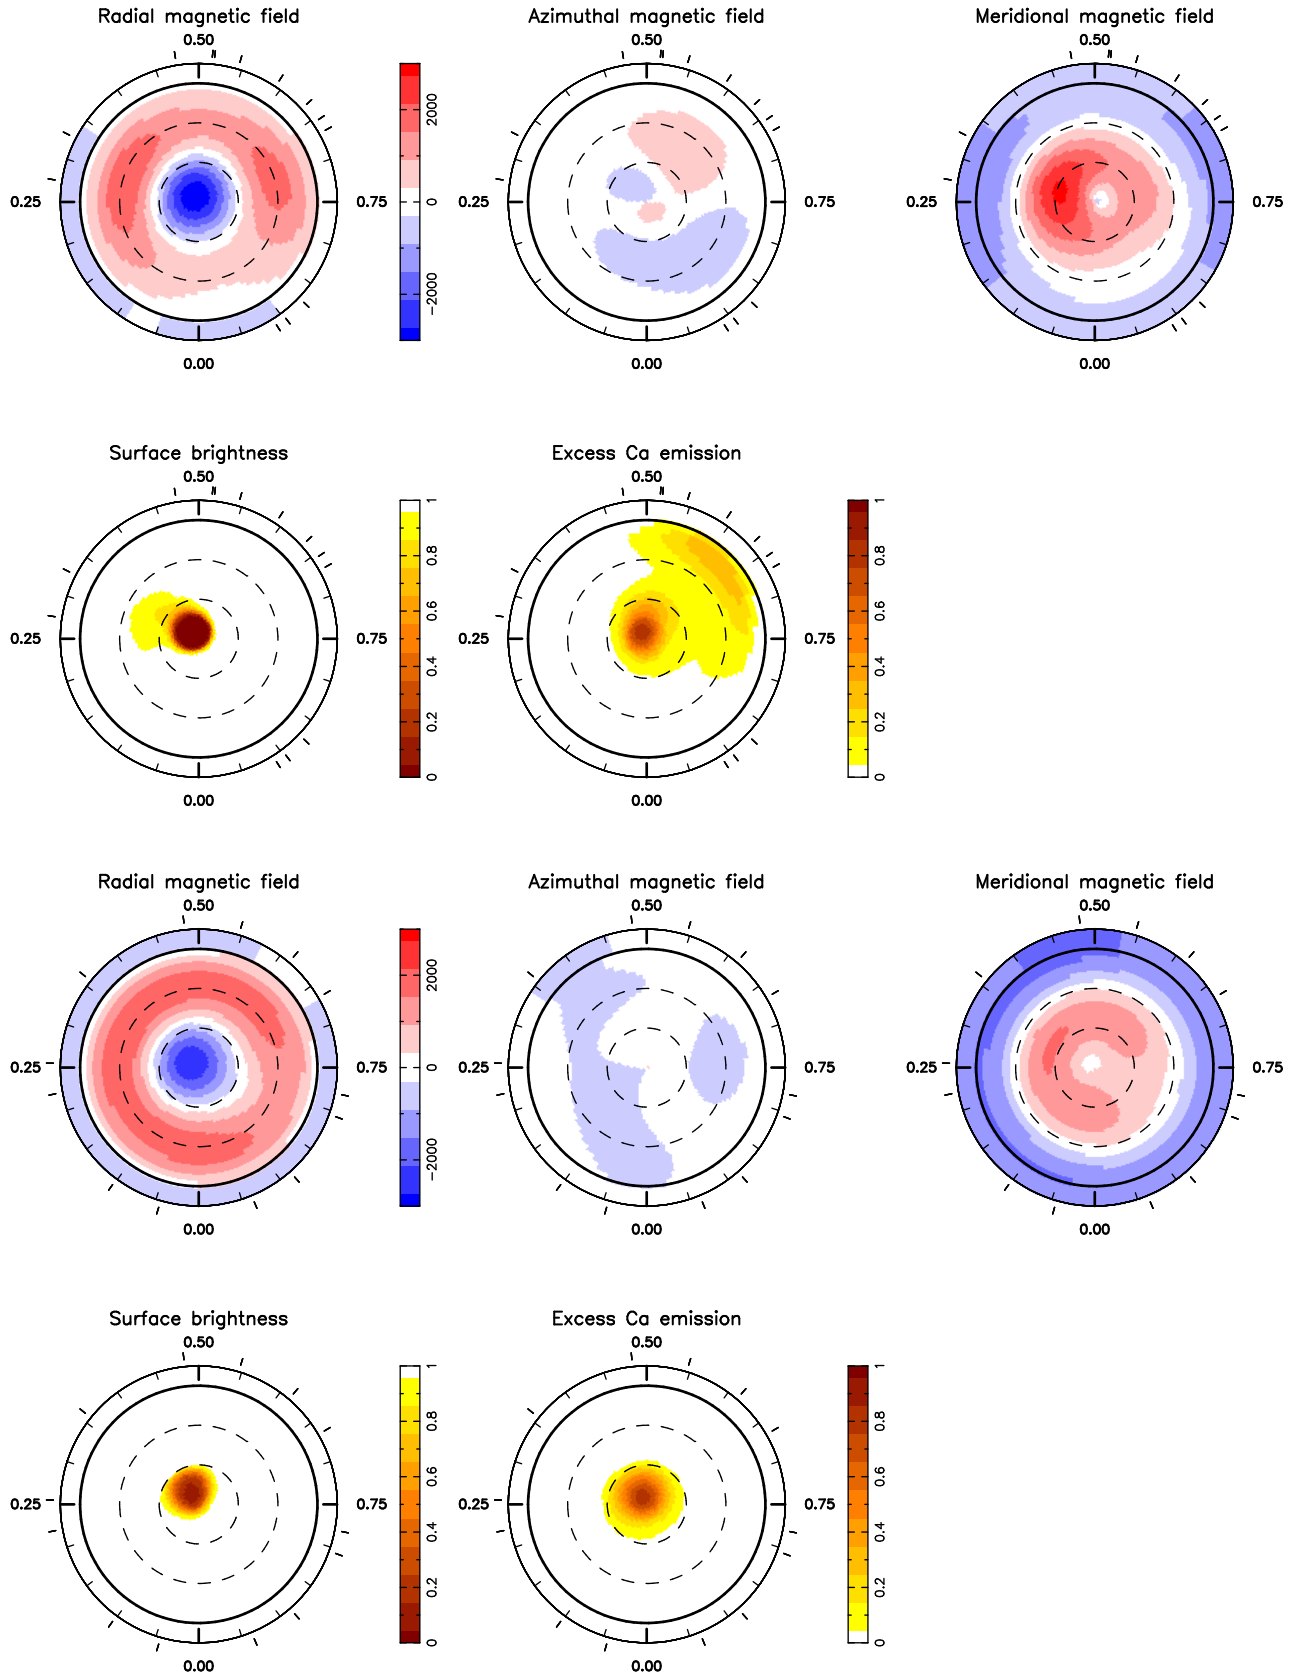 Radial magnetic field Azimuthal magnetic field Meridional magnetic field
0.50 0.50 0.50
0.25 0.75 0.25 0.75 0.25 0.75
2000
0
−2000
0.00 0.00 0.00
Surface brightness Excess Ca emission
0.50 0.50
0.25 0.75 0.25 0.75
1 1
0.8 0.8
0.6 0.6
0.4 0.4
0.2 0.2
0 0
0.00 0.00
Radial magnetic field Azimuthal magnetic field Meridional magnetic field
0.50 0.50 0.50
0.25 0.75 0.25 0.75 0.25 0.75
2000
0
−2000
0.00 0.00 0.00
Surface brightness Excess Ca emission
0.50 0.50
0.25 0.75 0.25 0.75
1 1
0.8 0.8
0.6 0.6
0.4 0.4
0.2 0.2
0 0
0.00 0.00